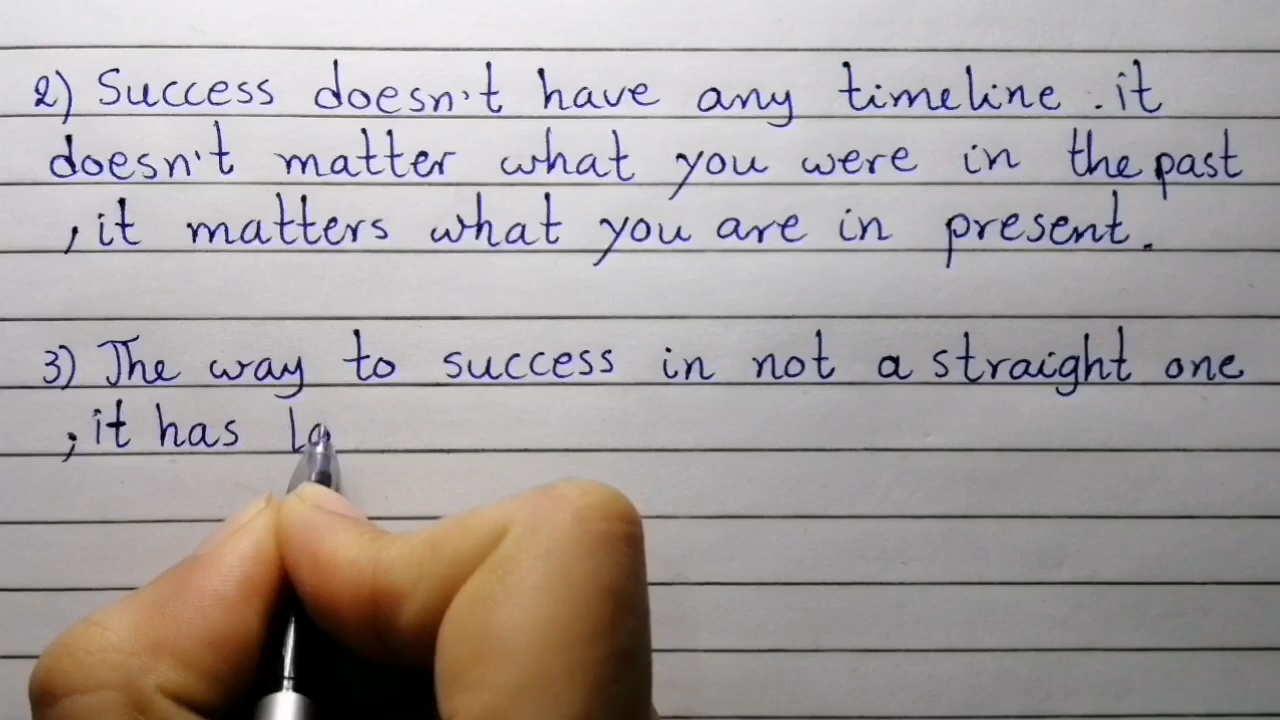 2) Success doesn't have any timeline . it
doesn't matter what you were in the past
, it matters what you are in present.
3) The way to success in not a straight one
, it has